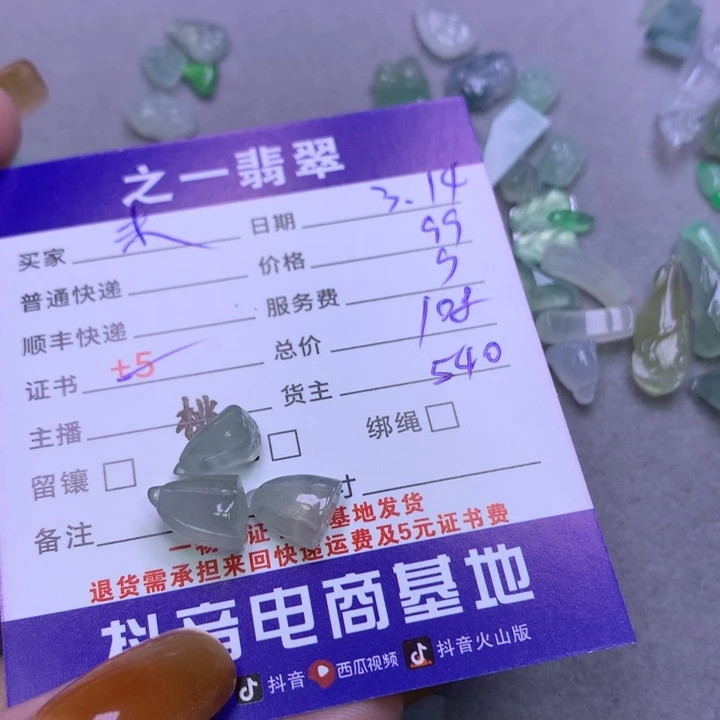 之一翡翠
买家 朱 日期 3.14
普通快递 价格 99
顺丰快递 服务费 9
证书 +5 总价 108
主播 桃 货主 540
留镶 □ □ 绑绳 □
备注 寸
基地发货
退货需承担来回快递运费及5元证书费
抖音电商基地
抖音 西瓜视频 抖音火山版